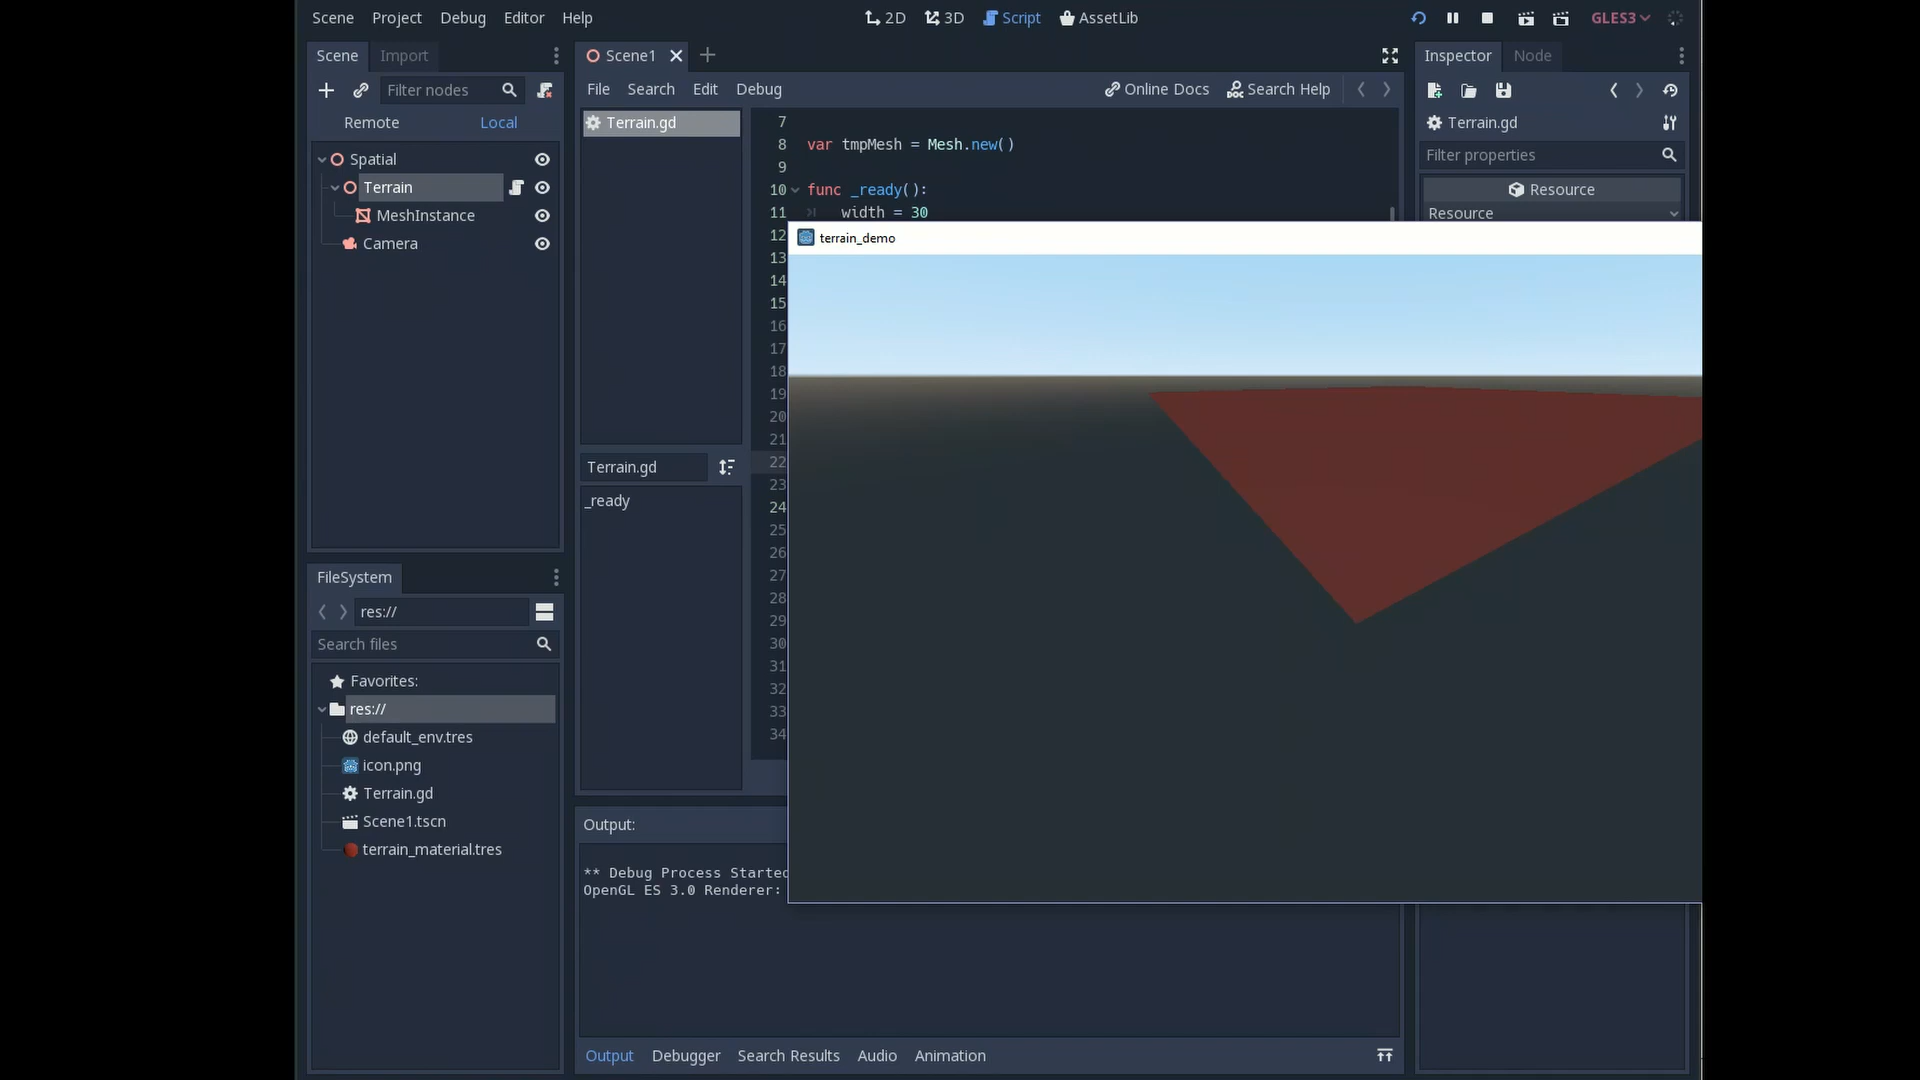 Scene Project Debug Editor Help
2D 3D Script AssetLib
GLES3
Scene Import
Filter nodes
Remote Local
Spatial
Terrain
MeshInstance
Camera
FileSystem
res://
Search files
Favorites:
res://
default_env.tres
icon.png
Terrain.gd
Scene1.tscn
terrain_material.tres
Scene1
File Search Edit Debug
Online Docs Search Help
Terrain.gd
Terrain.gd
_ready
7
8 var tmpMesh = Mesh.new()
9
10 func _ready():
11 width = 30
12
13
14
15
16
17
18
19
20
21
22
23
24
25
26
27
28
29
30
31
32
33
34
terrain_demo
Output:
** Debug Process Started
OpenGL ES 3.0 Renderer:
Output Debugger Search Results Audio Animation
Inspector Node
Terrain.gd
Filter properties
Resource
Resource